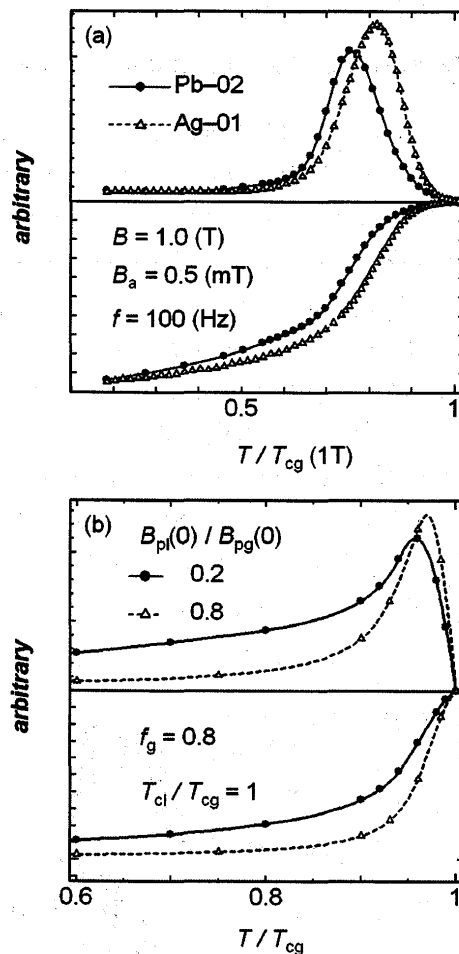 (a)
Pb–02
Ag–01
arbitrary
B = 1.0 (T)
Ba = 0.5 (mT)
f = 100 (Hz)
0.5 1
T / Tcg (1T)
(b)
Bpl(0) / Bpg(0)
0.2
0.8
arbitrary
fg = 0.8
Tcl / Tcg = 1
0.6 0.8 1
T / Tcg